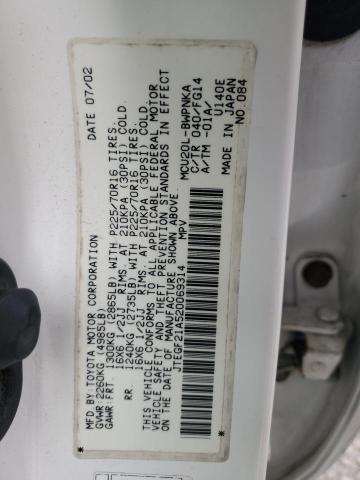 MFD.BY:TOYOTA MOTOR CORPORATION DATE 07/02
GVWR:2260KG(4985LB)
GAWR:FRT. 1300KG (2865LB) WITH P225/70R16 TIRES.
16X6 1/2JJ RIMS. AT 210KPA (30PSI) COLD.
RR. 1240KG (2735LB) WITH P225/70R16 TIRES.
16X6 1/2JJ RIMS. AT 210KPA (30PSI) COLD.
THIS VEHICLE CONFORMS TO ALL APPLICABLE FEDERAL MOTOR
VEHICLE SAFETY AND THEFT PREVENTION STANDARDS IN EFFECT
ON THE DATE OF MANUFACTURE SHOWN ABOVE.
* JTEGF21A520069314 * MPV
MCU20L-BWPNKA
C/TR 040/FG14
A/TM -01A/ U140E
MADE IN JAPAN
NO.084